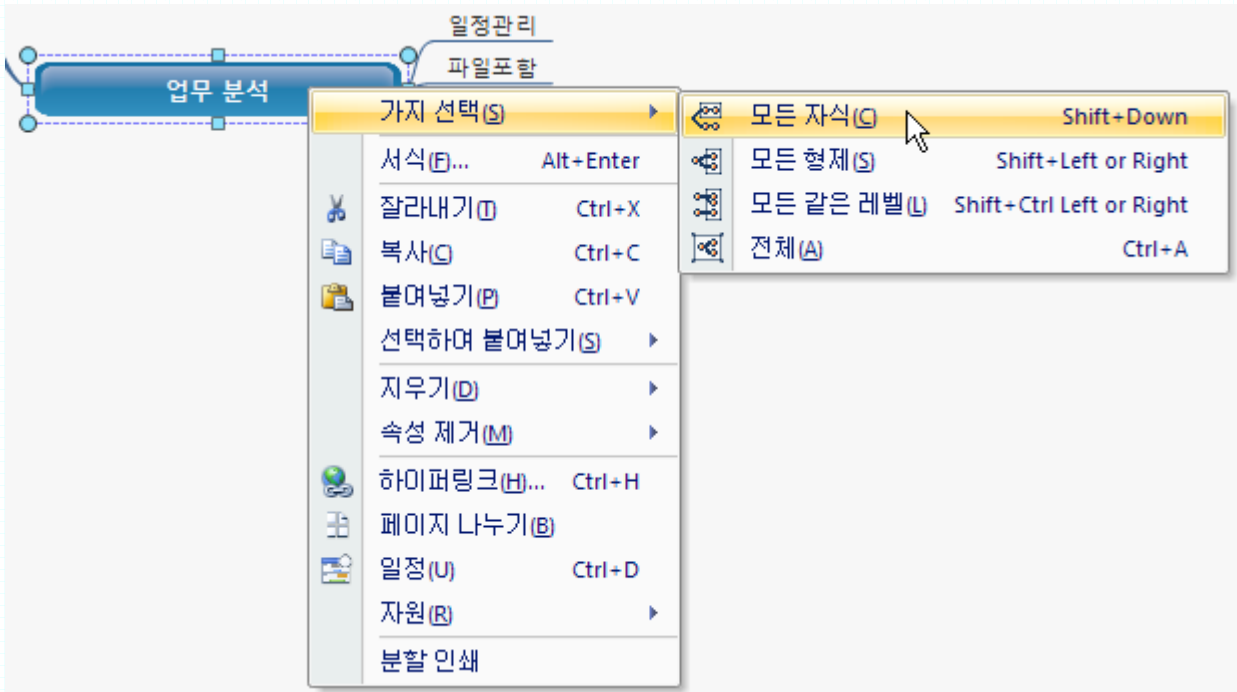 일정관리
파일포함
업무 분석
가지 선택(S)
서식(F)... Alt+Enter
잘라내기(T) Ctrl+X
복사(C) Ctrl+C
붙여넣기(P) Ctrl+V
선택하여 붙여넣기(S)
지우기(D)
속성 제거(M)
하이퍼링크(H)... Ctrl+H
페이지 나누기(B)
일정(U) Ctrl+D
자원(R)
분할 인쇄
모든 자식(C) Shift+Down
모든 형제(S) Shift+Left or Right
모든 같은 레벨(L) Shift+Ctrl Left or Right
전체(A) Ctrl+A